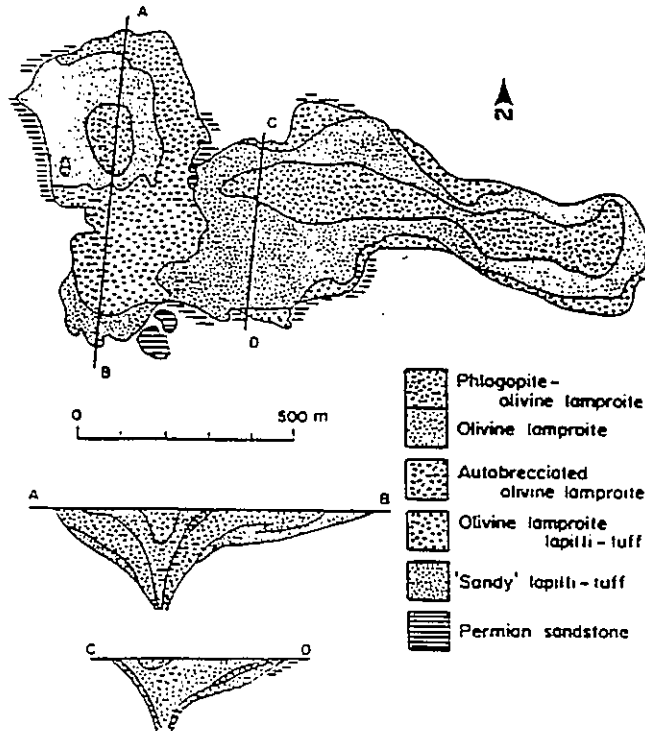 A
N
C
D
B
0 500 m
Phlogopite-
olivine lamproite
Olivine lamproite
Autobrecciated
olivine lamproite
Olivine lamproite
lapilli-tuff
'Sandy' lapilli-tuff
Permian sandstone
A B
C D